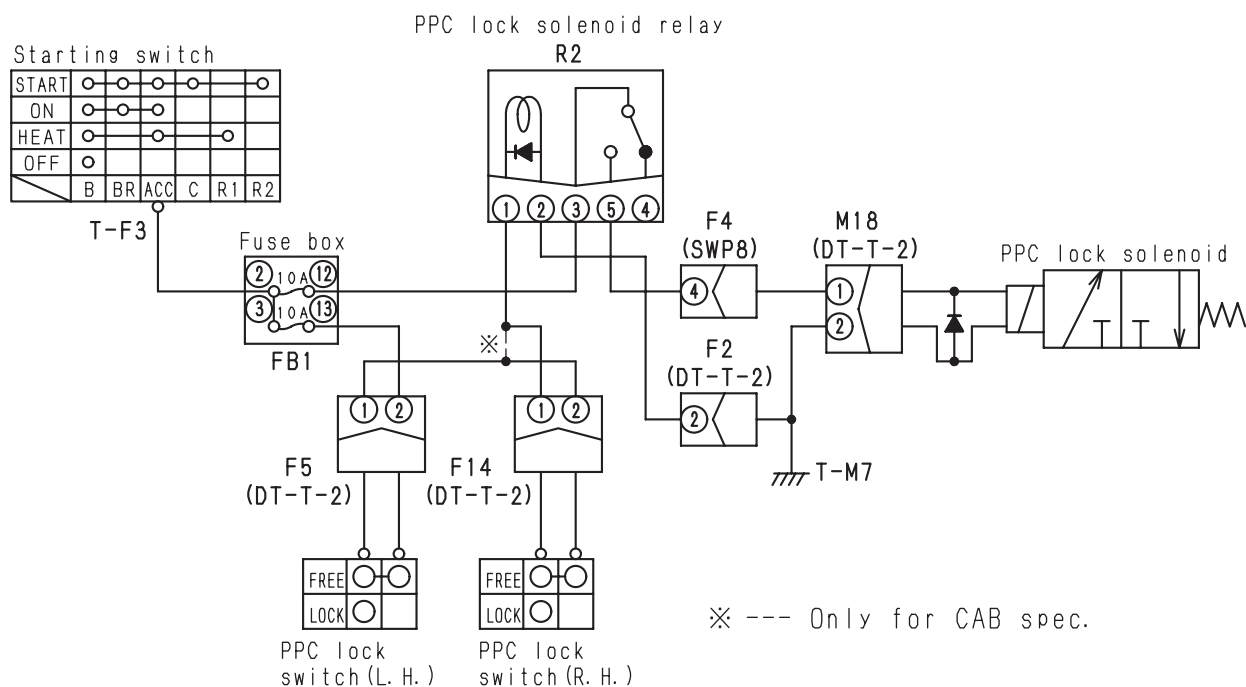 PPC lock solenoid relay
R2
Starting switch
START
ON
HEAT
OFF
B BR ACC C R1 R2
T-F3
1 2 3 5 4
Fuse box
2 10A 12
3 10A 13
FB1
F4
(SWP8)
4
M18
(DT-T-2)
1
2
PPC lock solenoid
※
F2
(DT-T-2)
2
T-M7
1 2
F5
(DT-T-2)
1 2
F14
(DT-T-2)
FREE
LOCK
PPC lock
switch(L.H.)
FREE
LOCK
PPC lock
switch(R.H.)
※ --- Only for CAB spec.